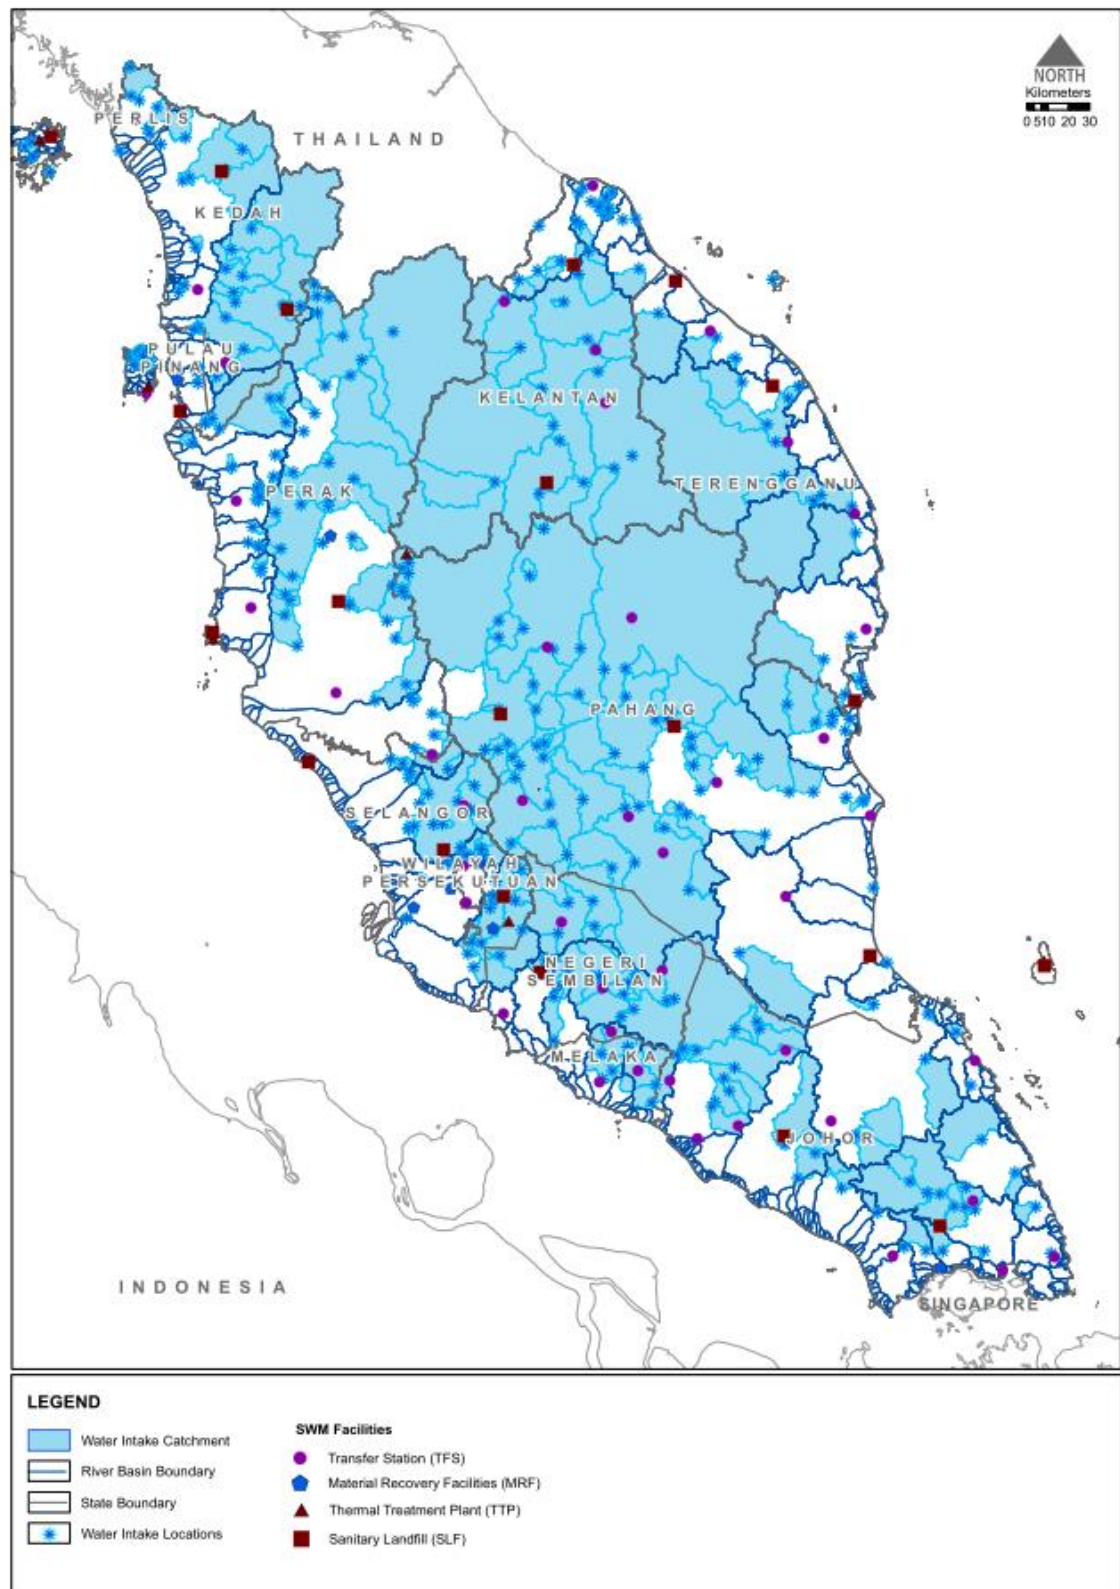 NORTH
Kilometers
0 510 20 30
PERLIS
THAILAND
KEDAH
PULAU
PINANG
KELANTAN
TERENGGANU
PERAK
PAHANG
SELANGOR
WILAYAH
PERSEKUTUAN
NEGERI
SEMBILAN
MELAKA
JOHOR
INDONESIA
SINGAPORE
LEGEND
Water Intake Catchment
River Basin Boundary
State Boundary
Water Intake Locations
SWM Facilities
Transfer Station (TFS)
Material Recovery Facilities (MRF)
Thermal Treatment Plant (TTP)
Sanitary Landfill (SLF)